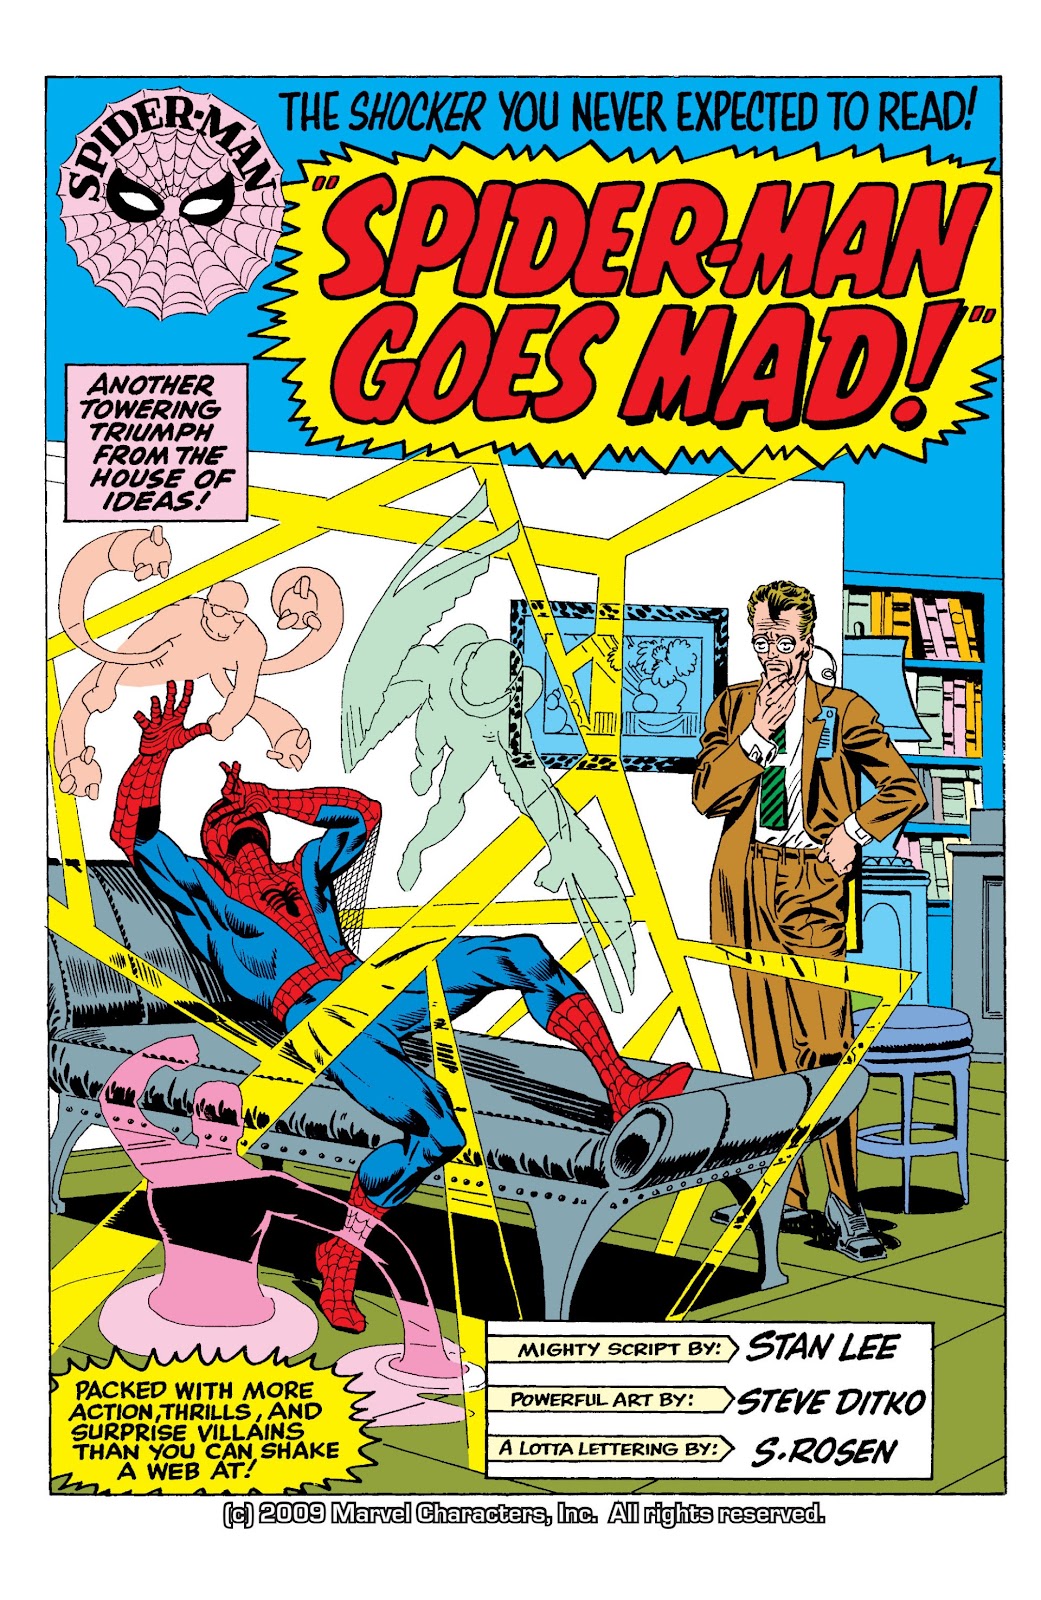 SPIDER-MAN
THE SHOCKER YOU NEVER EXPECTED TO READ!
"SPIDER-MAN
GOES MAD!"
ANOTHER
TOWERING
TRIUMPH
FROM THE
HOUSE OF
IDEAS!
PACKED WITH MORE
ACTION, THRILLS, AND
SURPRISE VILLAINS
THAN YOU CAN SHAKE
A WEB AT!
MIGHTY SCRIPT BY: STAN LEE
POWERFUL ART BY: STEVE DITKO
A LOTTA LETTERING BY: S. ROSEN
(c) 2009 Marvel Characters, Inc. All rights reserved.